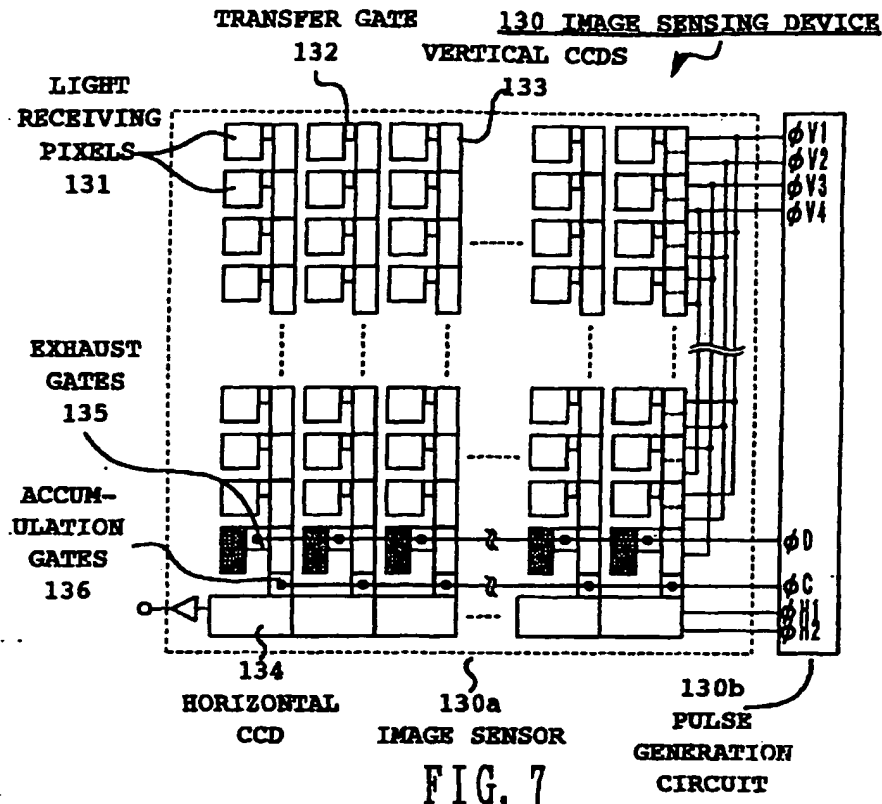 TRANSFER GATE
132
130 IMAGE SENSING DEVICE
VERTICAL CCDS
133
LIGHT
RECEIVING
PIXELS
131
φV1
φV2
φV3
φV4
EXHAUST
GATES
135
ACCUM-
ULATION
GATES
136
φD
φC
φH1
φH2
134
HORIZONTAL
CCD
130a
IMAGE SENSOR
130b
PULSE
GENERATION
CIRCUIT
FIG. 7